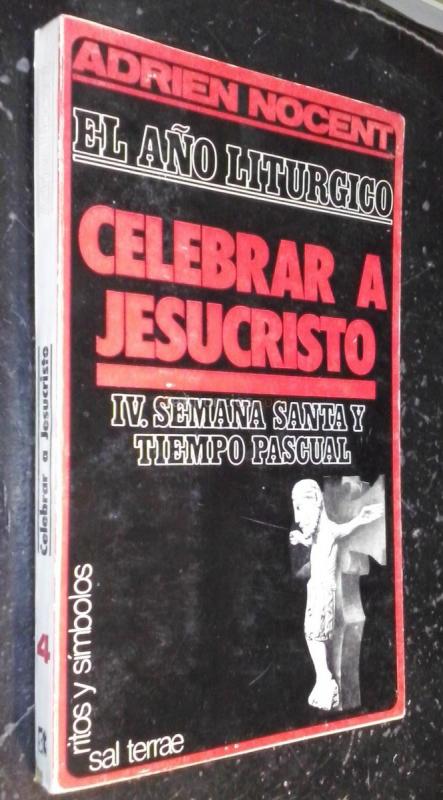 ADRIEN NOCENT
EL AÑO LITURGICO
CELEBRAR A
JESUCRISTO
IV. SEMANA SANTA Y
TIEMPO PASCUAL
ritos y símbolos
sal terrae
Celebrar a Jesucristo
4